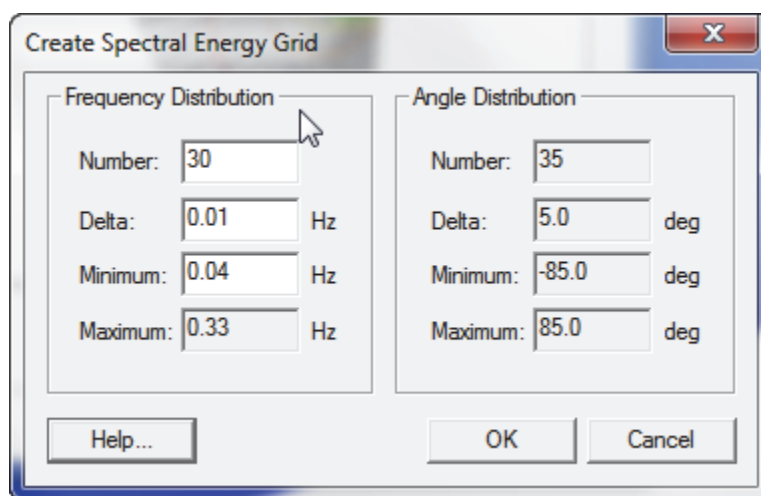 Create Spectral Energy Grid
X
Frequency Distribution
Number: 30
Delta: 0.01 Hz
Minimum: 0.04 Hz
Maximum: 0.33 Hz
Angle Distribution
Number: 35
Delta: 5.0 deg
Minimum: -85.0 deg
Maximum: 85.0 deg
Help...
OK
Cancel